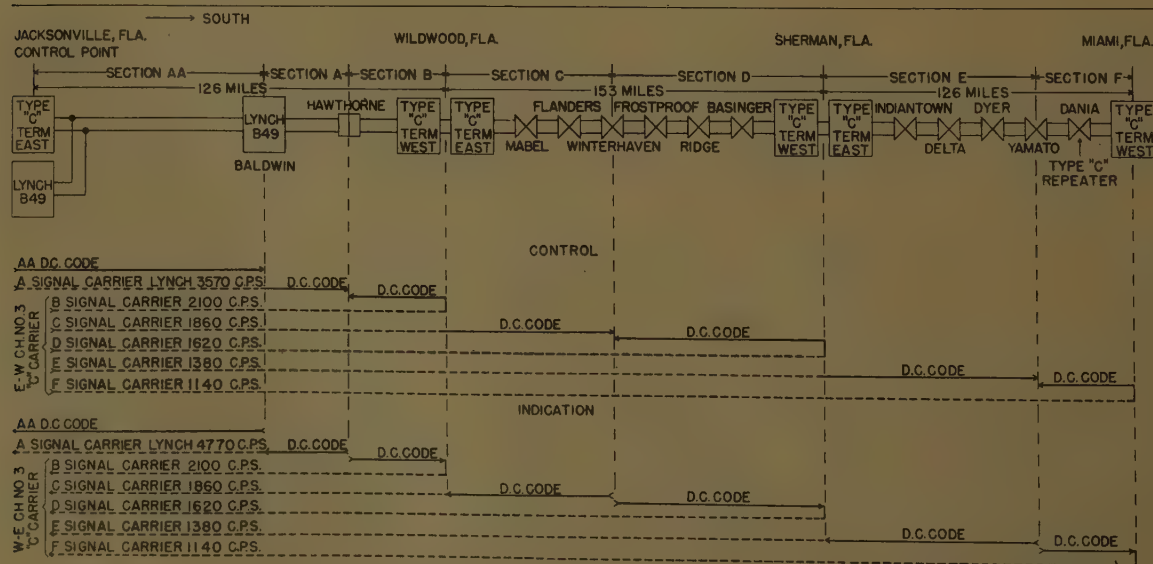 SOUTH
JACKSONVILLE, FLA.
CONTROL POINT
WILDWOOD, FLA.
SHERMAN, FLA.
MIAMI, FLA.
SECTION AA
SECTION A
SECTION B
SECTION C
SECTION D
SECTION E
SECTION F
126 MILES
153 MILES
126 MILES
TYPE "C" TERM EAST
LYNCH B49
LYNCH B49
BALDWIN
HAWTHORNE
TYPE "C" TERM WEST
TYPE "C" TERM EAST
MABEL
FLANDERS
WINTERHAVEN
FROSTPROOF
RIDGE
BASINGER
TYPE "C" TERM WEST
TYPE "C" TERM EAST
INDIANTOWN
DELTA
DYER
YAMATO
DANIA
TYPE "C" REPEATER
TYPE "C" TERM WEST
CONTROL
AA D.C. CODE
A SIGNAL CARRIER LYNCH 3570 C.P.S.
D.C. CODE
D.C. CODE
E-W CH. NO. 3 "C" CARRIER
B SIGNAL CARRIER 2100 C.P.S.
C SIGNAL CARRIER 1860 C.P.S.
D.C. CODE
D.C. CODE
D SIGNAL CARRIER 1620 C.P.S.
E SIGNAL CARRIER 1380 C.P.S.
D.C. CODE
D.C. CODE
F SIGNAL CARRIER 1140 C.P.S.
INDICATION
AA D.C. CODE
A SIGNAL CARRIER LYNCH 4770 C.P.S.
D.C. CODE
D.C. CODE
W-E CH. NO 3 "C" CARRIER
B SIGNAL CARRIER 2100 C.P.S.
C SIGNAL CARRIER 1860 C.P.S.
D.C. CODE
D.C. CODE
D SIGNAL CARRIER 1620 C.P.S.
E SIGNAL CARRIER 1380 C.P.S.
D.C. CODE
D.C. CODE
F SIGNAL CARRIER 1140 C.P.S.